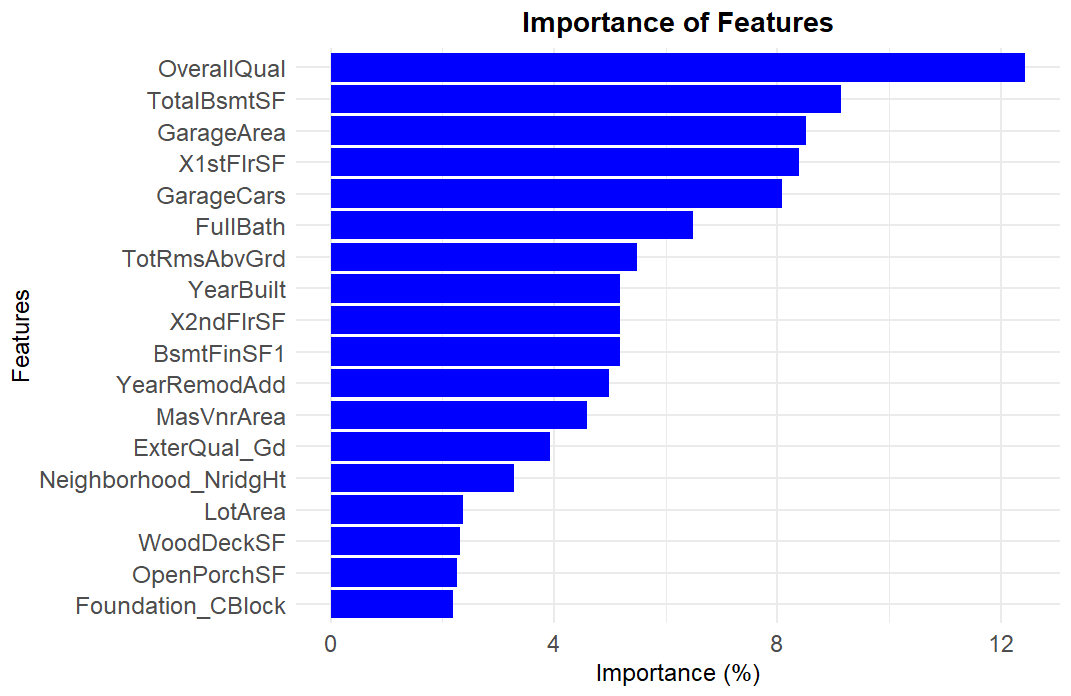 Importance of Features
OverallQual
TotalBsmtSF
GarageArea
X1stFlrSF
GarageCars
FullBath
TotRmsAbvGrd
YearBuilt
X2ndFlrSF
BsmtFinSF1
YearRemodAdd
MasVnrArea
ExterQual_Gd
Neighborhood_NridgHt
LotArea
WoodDeckSF
OpenPorchSF
Foundation_CBlock
Features
0 4 8 12
Importance (%)